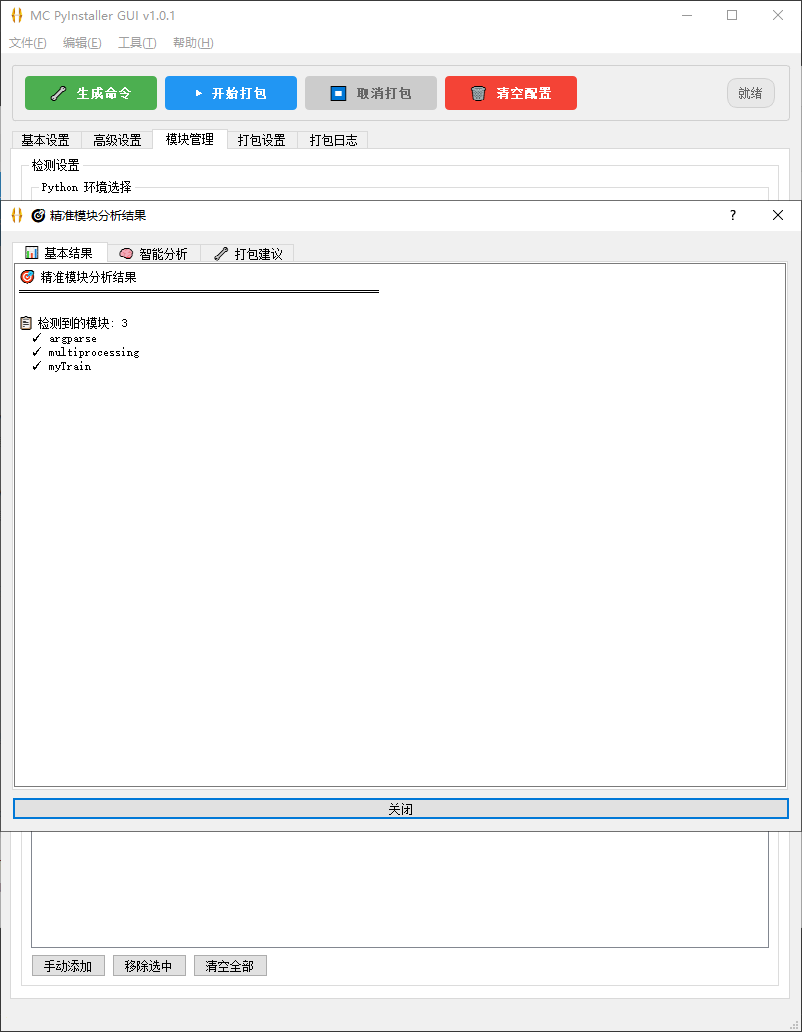 MC PyInstaller GUI v1.0.1
文件(F) 编辑(E) 工具(T) 帮助(H)
生成命令 开始打包 取消打包 清空配置 就绪
基本设置 高级设置 模块管理 打包设置 打包日志
检测设置
Python 环境选择
精准模块分析结果 ?
基本结果 智能分析 打包建议
精准模块分析结果
检测到的模块: 3
✓ argparse
✓ multiprocessing
✓ myTrain
关闭
手动添加 移除选中 清空全部